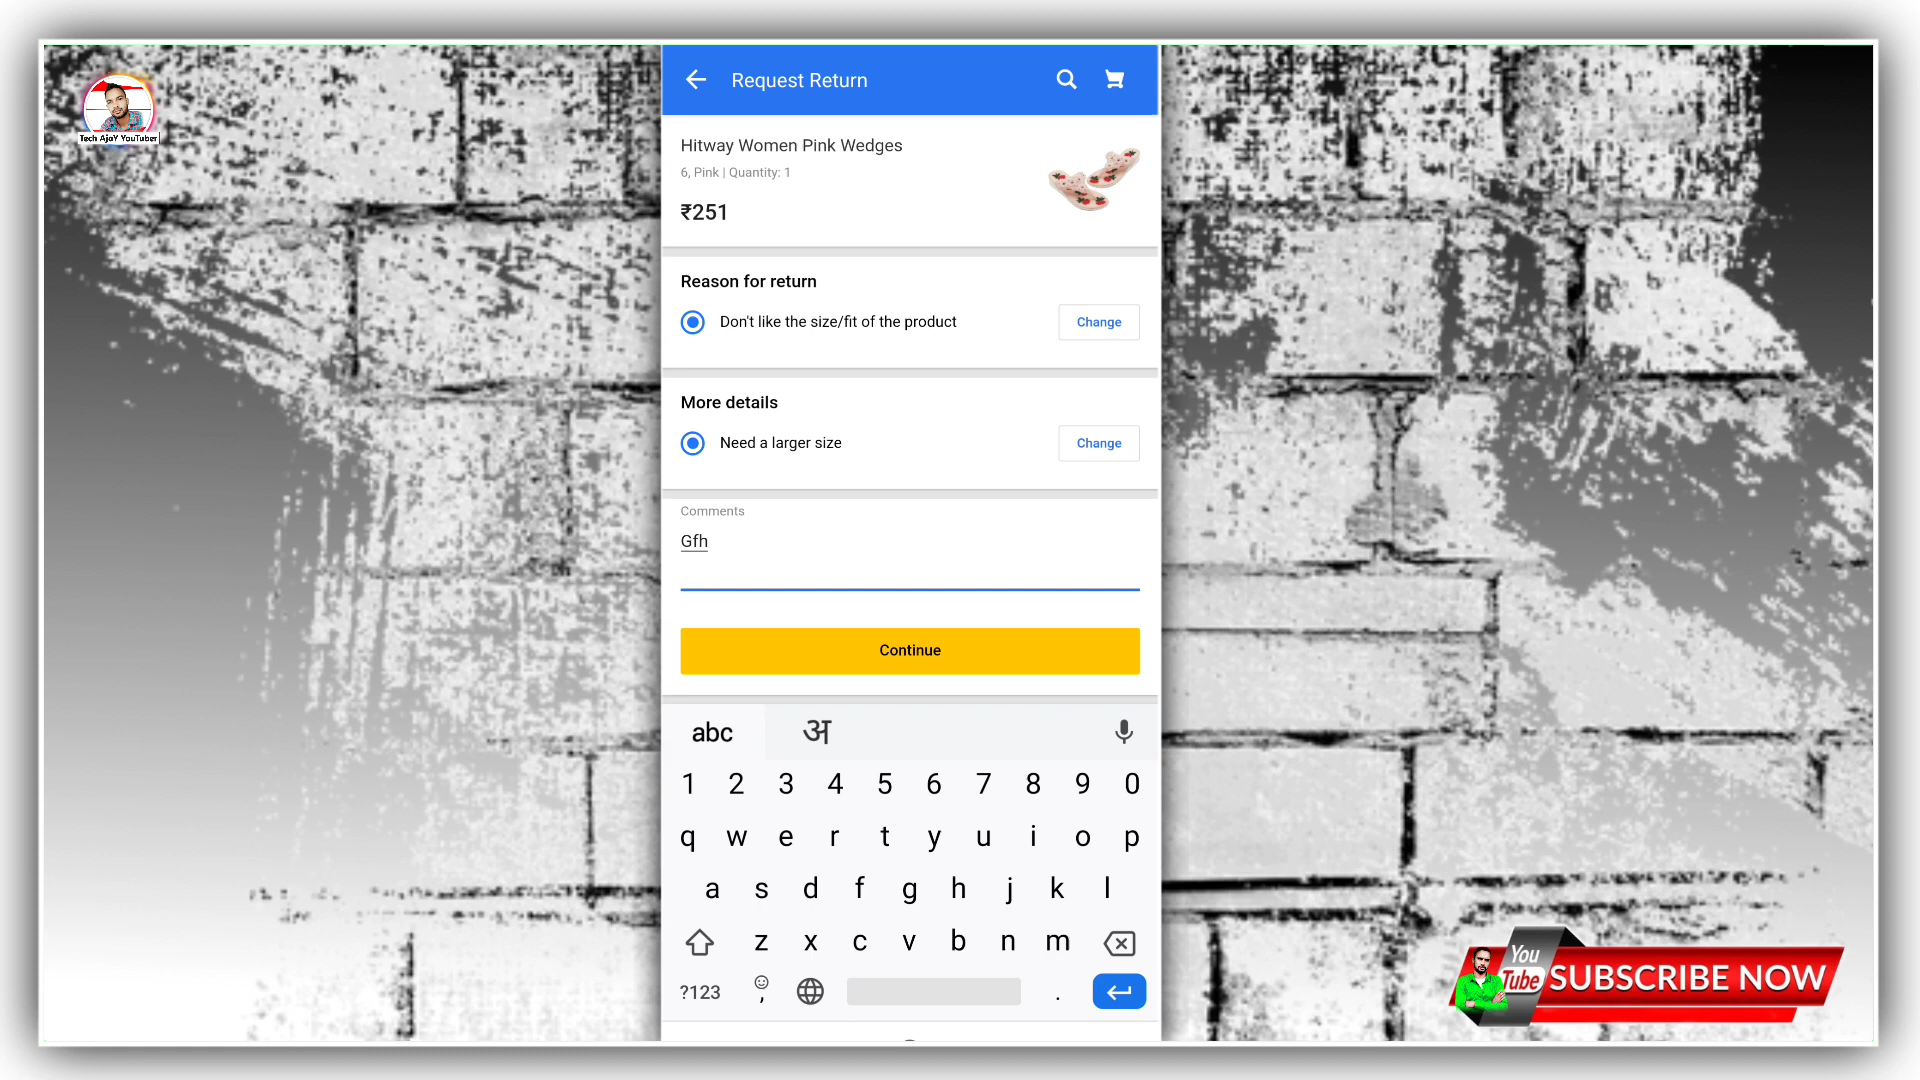 Tech AjaY YouTuber
Request Return
Hitway Women Pink Wedges
6, Pink | Quantity: 1
₹251
Reason for return
Don't like the size/fit of the product
Change
More details
Need a larger size
Change
Comments
Gfh
Continue
abc अ
1 2 3 4 5 6 7 8 9 0
q w e r t y u i o p
a s d f g h j k l
z x c v b n m
?123 , .
You
Tube
SUBSCRIBE NOW